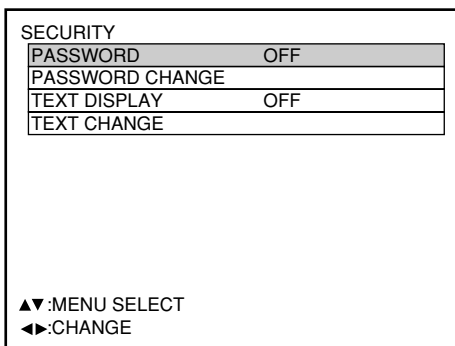 SECURITY
PASSWORD OFF
PASSWORD CHANGE
TEXT DISPLAY OFF
TEXT CHANGE
▲▼:MENU SELECT
◀▶:CHANGE